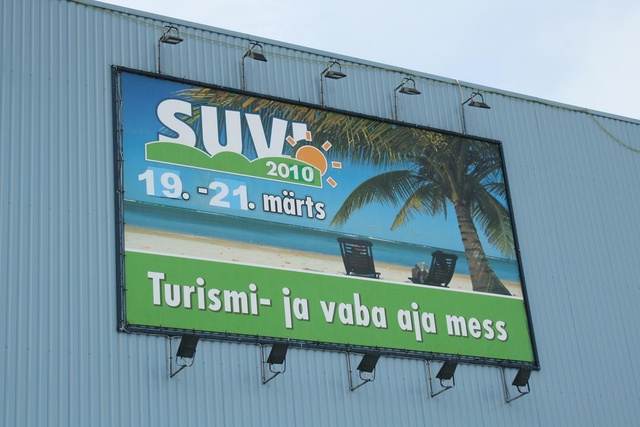 SUVI
2010
19. -21. märts
Turismi- ja vaba aja mess